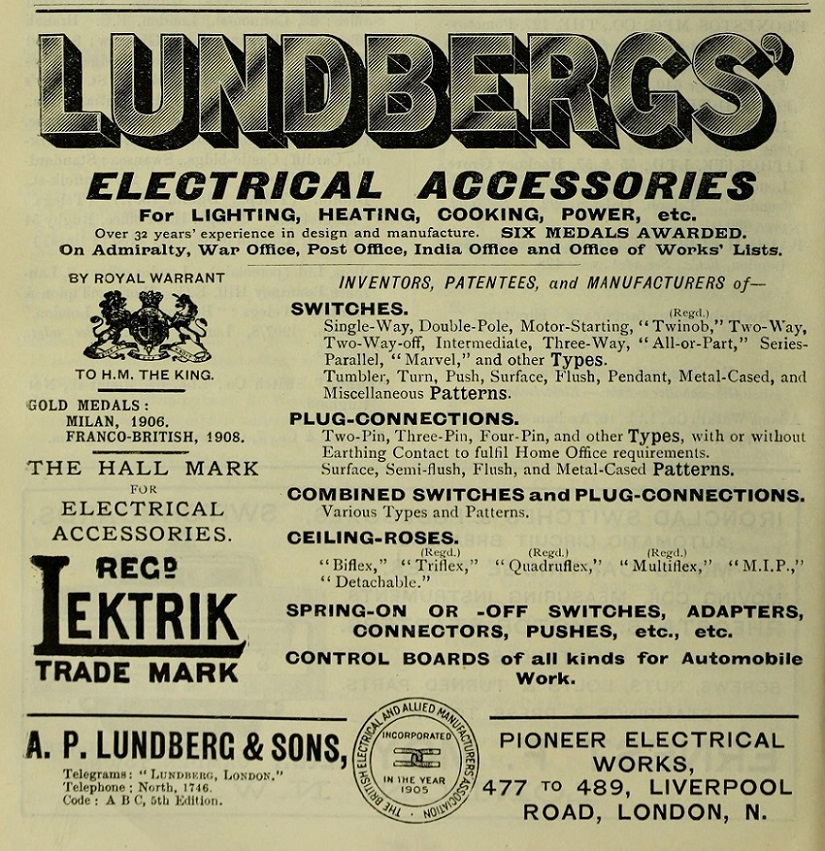 LUNDBERGS'
ELECTRICAL ACCESSORIES
For LIGHTING, HEATING, COOKING, POWER, etc.
Over 32 years' experience in design and manufacture. SIX MEDALS AWARDED.
On Admiralty, War Office, Post Office, India Office and Office of Works' Lists.
BY ROYAL WARRANT
TO H.M. THE KING.
GOLD MEDALS:
MILAN, 1906.
FRANCO-BRITISH, 1908.
THE HALL MARK
FOR
ELECTRICAL
ACCESSORIES.
REGD
LEKTRIK
TRADE MARK
INVENTORS, PATENTEES, and MANUFACTURERS of—
SWITCHES.
(Regd.)
Single-Way, Double-Pole, Motor-Starting, "Twinob," Two-Way,
Two-Way-off, Intermediate, Three-Way, "All-or-Part," Series-
Parallel, "Marvel," and other Types.
Tumbler, Turn, Push, Surface, Flush, Pendant, Metal-Cased, and
Miscellaneous Patterns.
PLUG-CONNECTIONS.
Two-Pin, Three-Pin, Four-Pin, and other Types, with or without
Earthing Contact to fulfil Home Office requirements.
Surface, Semi-flush, Flush, and Metal-Cased Patterns.
COMBINED SWITCHES and PLUG-CONNECTIONS.
Various Types and Patterns.
CEILING-ROSES.
(Regd.) (Regd.) (Regd.)
"Biflex," "Triflex," "Quadruflex," "Multiflex," "M.I.P.,"
"Detachable."
SPRING-ON OR -OFF SWITCHES, ADAPTERS,
CONNECTORS, PUSHES, etc., etc.
CONTROL BOARDS of all kinds for Automobile
Work.
A. P. LUNDBERG & SONS,
Telegrams: "LUNDBERG, LONDON."
Telephone: North, 1746.
Code: A B C, 5th Edition.
THE BRITISH ELECTRICAL AND ALLIED MANUFACTURERS ASSOCIATION
INCORPORATED
IN THE YEAR
1905
PIONEER ELECTRICAL
WORKS,
477 TO 489, LIVERPOOL
ROAD, LONDON, N.